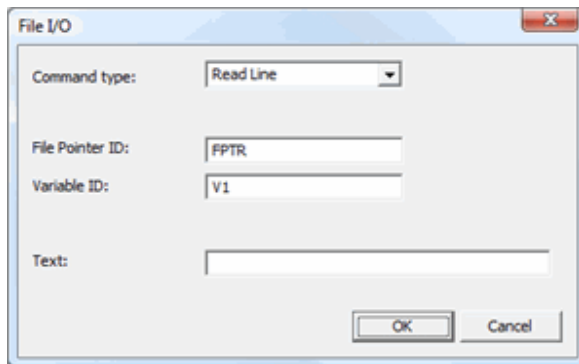 File I/O
Command type: Read Line
File Pointer ID: FPTR
Variable ID: V1
Text:
OK Cancel